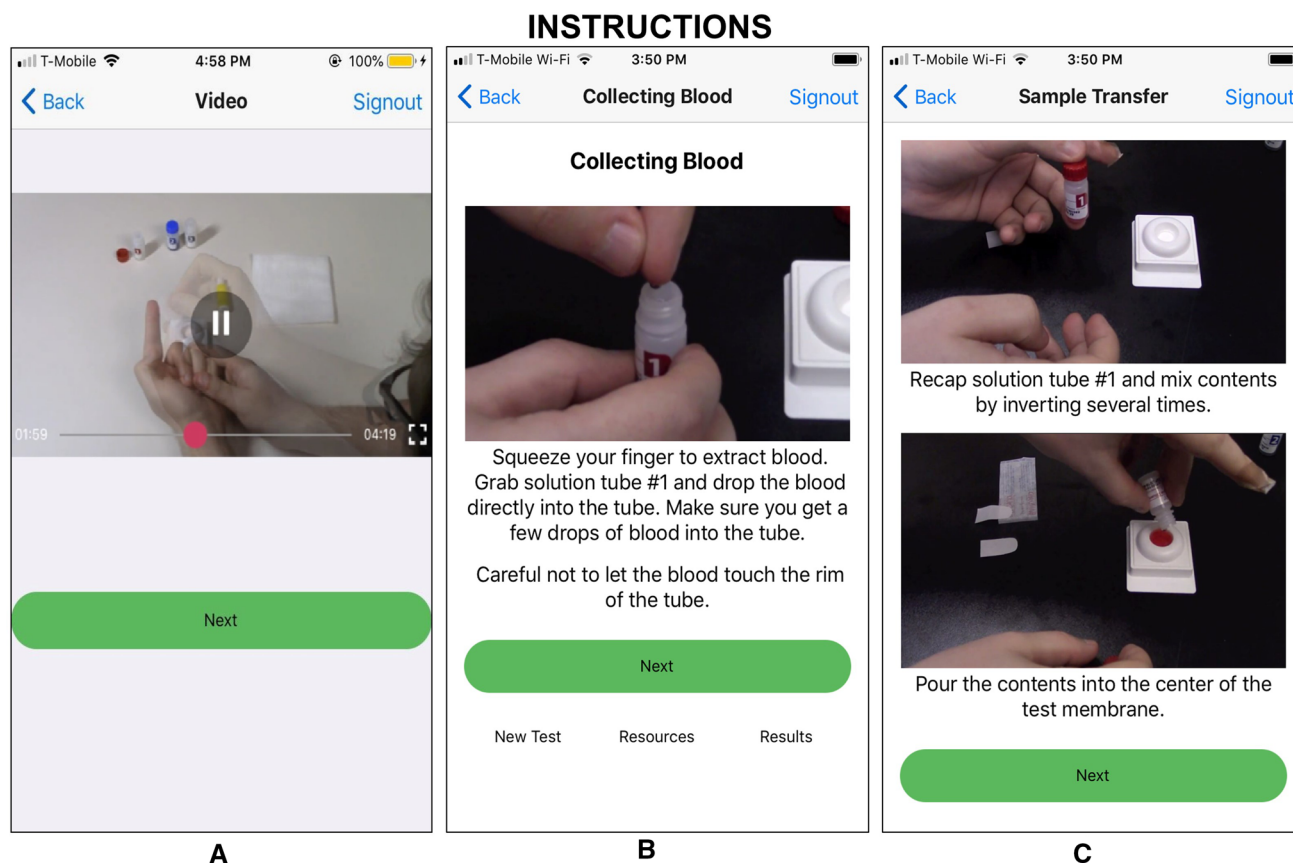 INSTRUCTIONS
T-Mobile 4:58 PM 100%
Back Video Signout
01:59 04:19
Next
A
T-Mobile Wi-Fi 3:50 PM
Back Collecting Blood Signout
Collecting Blood
1
Squeeze your finger to extract blood.
Grab solution tube #1 and drop the blood
directly into the tube. Make sure you get a
few drops of blood into the tube.
Careful not to let the blood touch the rim
of the tube.
Next
New Test Resources Results
B
T-Mobile Wi-Fi 3:50 PM
Back Sample Transfer Signout
1
Recap solution tube #1 and mix contents
by inverting several times.
Pour the contents into the center of the
test membrane.
Next
C